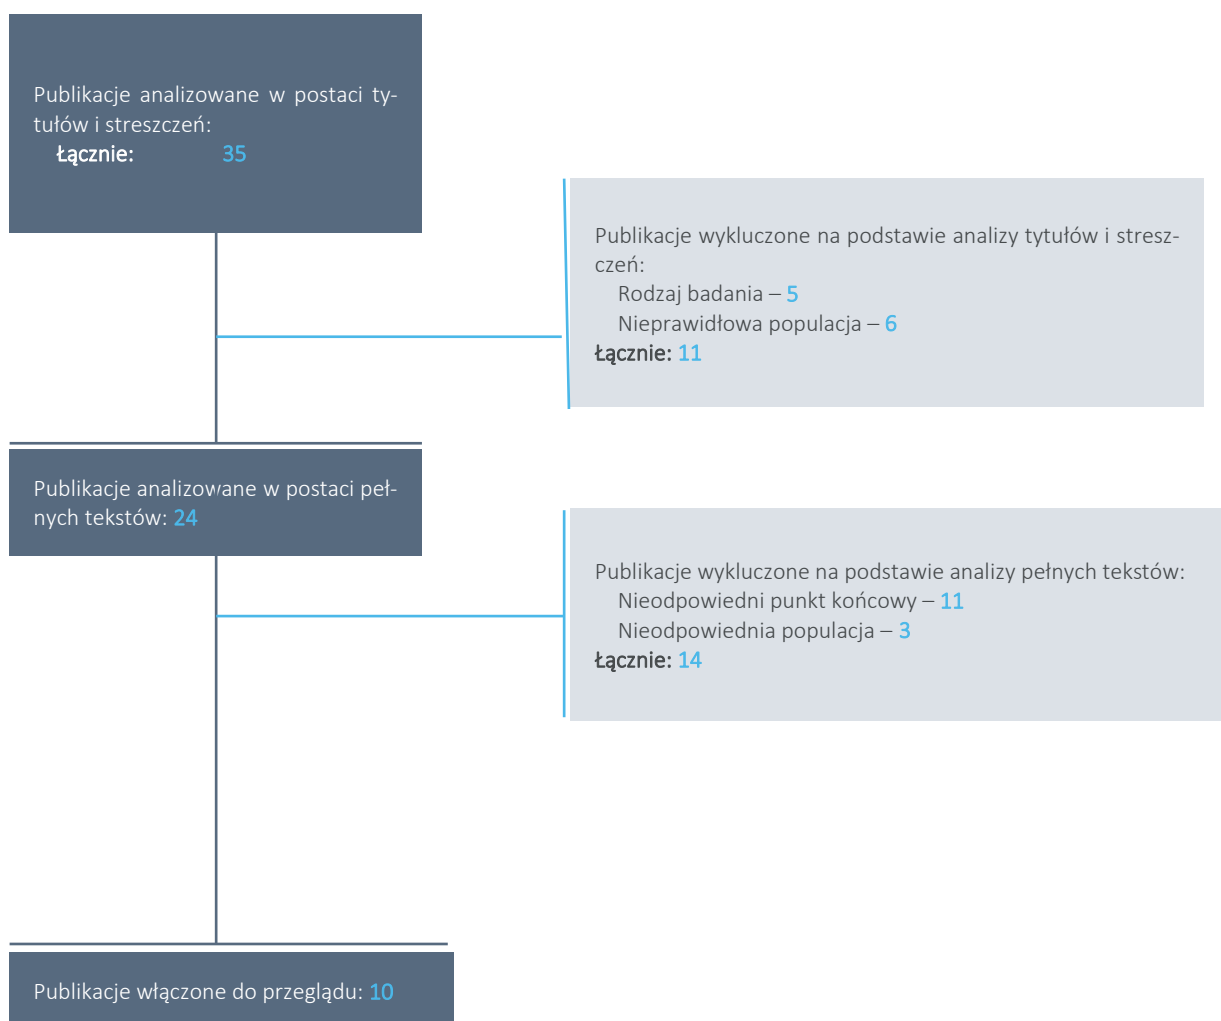 Publikacje analizowane w postaci ty-
tułów i streszczeń:
Łącznie: 35
Publikacje wykluczone na podstawie analizy tytułów i stresz-
czeń:
Rodzaj badania – 5
Nieprawidłowa populacja – 6
Łącznie: 11
Publikacje analizowane w postaci peł-
nych tekstów: 24
Publikacje wykluczone na podstawie analizy pełnych tekstów:
Nieodpowiedni punkt końcowy – 11
Nieodpowiednia populacja – 3
Łącznie: 14
Publikacje włączone do przeglądu: 10